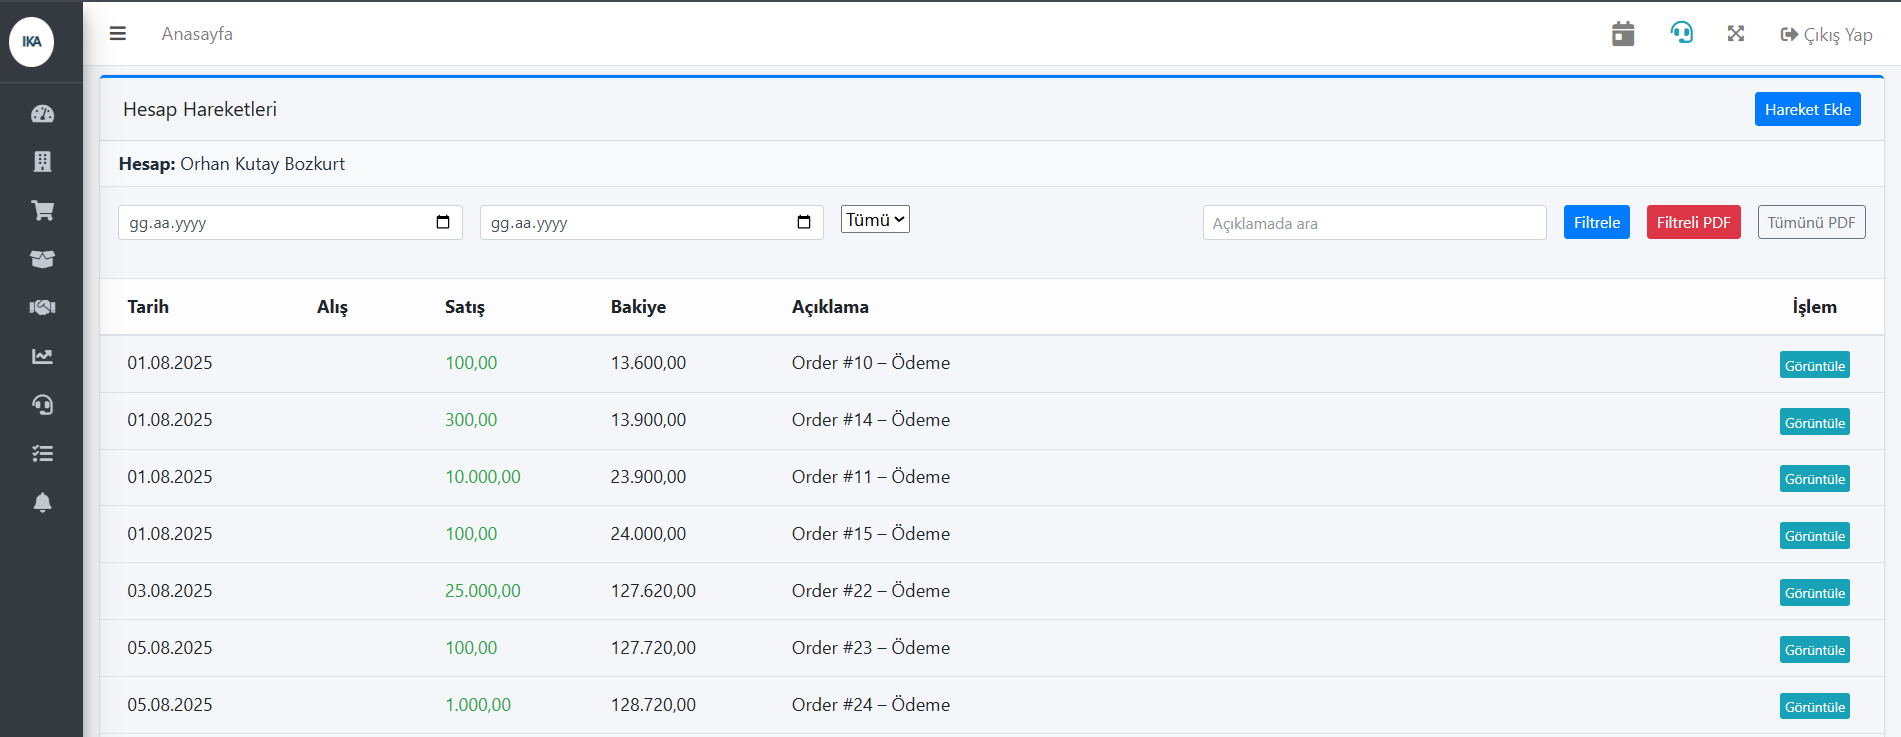 IKA
Anasayfa
Çıkış Yap
Hesap Hareketleri
Hareket Ekle
Hesap: Orhan Kutay Bozkurt
gg.aa.yyyy
gg.aa.yyyy
Tümü
Açıklamada ara
Filtrele
Filtreli PDF
Tümünü PDF
Tarih Alış Satış Bakiye Açıklama İşlem
01.08.2025 100,00 13.600,00 Order #10 – Ödeme Görüntüle
01.08.2025 300,00 13.900,00 Order #14 – Ödeme Görüntüle
01.08.2025 10.000,00 23.900,00 Order #11 – Ödeme Görüntüle
01.08.2025 100,00 24.000,00 Order #15 – Ödeme Görüntüle
03.08.2025 25.000,00 127.620,00 Order #22 – Ödeme Görüntüle
05.08.2025 100,00 127.720,00 Order #23 – Ödeme Görüntüle
05.08.2025 1.000,00 128.720,00 Order #24 – Ödeme Görüntüle